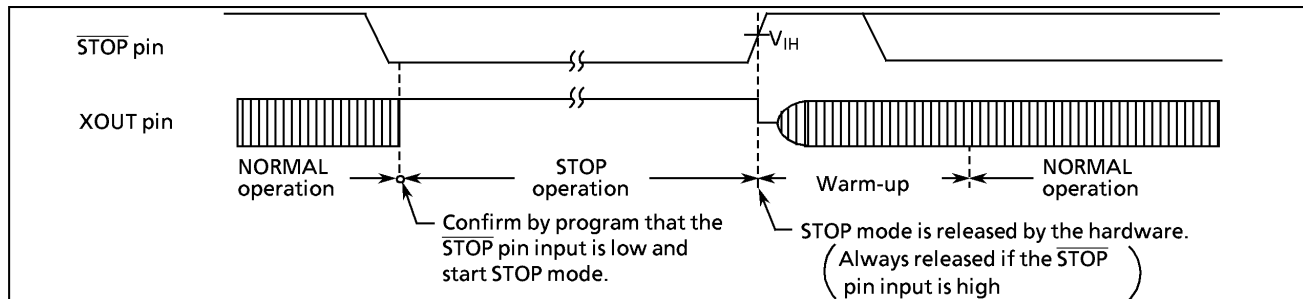 STOP pin
VIH
XOUT pin
NORMAL
operation
STOP
operation
Warm-up
NORMAL
operation
Confirm by program that the
STOP pin input is low and
start STOP mode.
STOP mode is released by the hardware.
(Always released if the STOP
pin input is high)